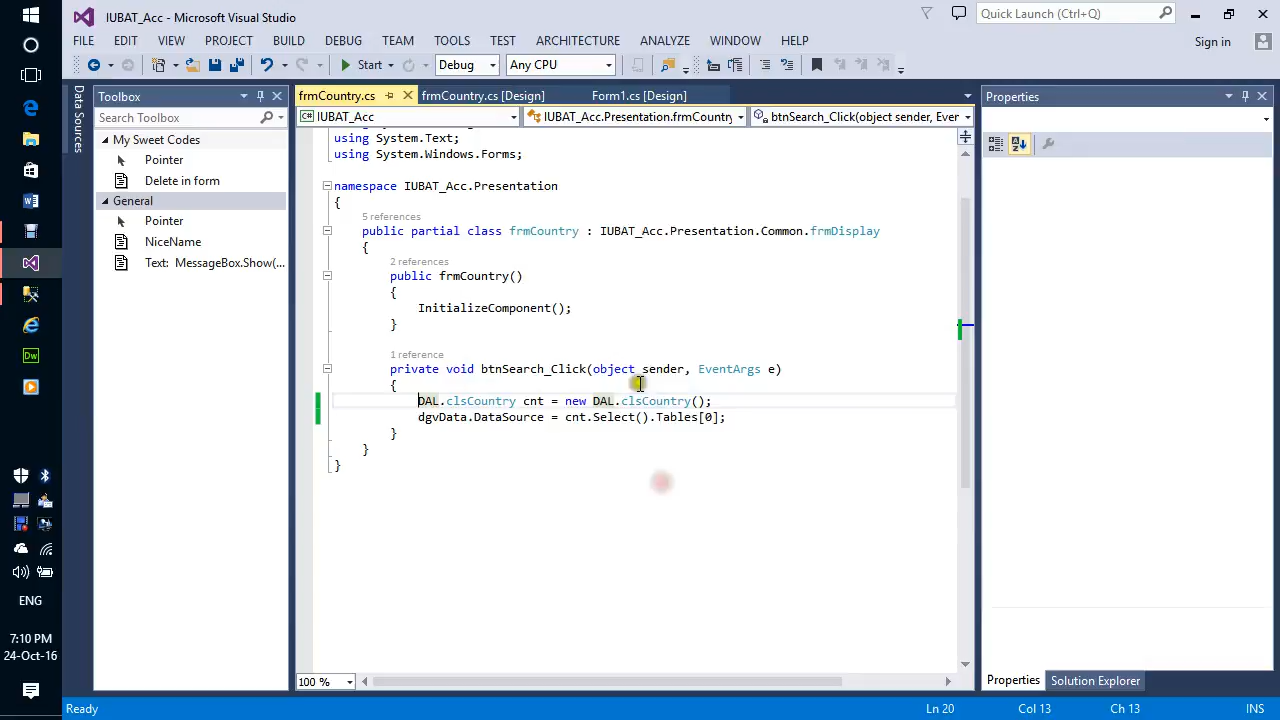 IUBAT_Acc - Microsoft Visual Studio
Quick Launch (Ctrl+Q)
FILE EDIT VIEW PROJECT BUILD DEBUG TEAM TOOLS TEST ARCHITECTURE ANALYZE WINDOW HELP
Sign in
Start Debug Any CPU
Data Sources
Toolbox
Search Toolbox
My Sweet Codes
Pointer
Delete in form
General
Pointer
NiceName
Text: MessageBox.Show(...
frmCountry.cs frmCountry.cs [Design] Form1.cs [Design]
C# IUBAT_Acc IUBAT_Acc.Presentation.frmCountry btnSearch_Click(object sender, Ever
using System.Text;
using System.Windows.Forms;
namespace IUBAT_Acc.Presentation
{
5 references
public partial class frmCountry : IUBAT_Acc.Presentation.Common.frmDisplay
{
2 references
public frmCountry()
{
InitializeComponent();
}
1 reference
private void btnSearch_Click(object sender, EventArgs e)
{
DAL.clsCountry cnt = new DAL.clsCountry();
dgvData.DataSource = cnt.Select().Tables[0];
}
}
}
100 %
Properties
Properties Solution Explorer
Ready Ln 20 Col 13 Ch 13 INS
Dw
ENG
7:10 PM
24-Oct-16